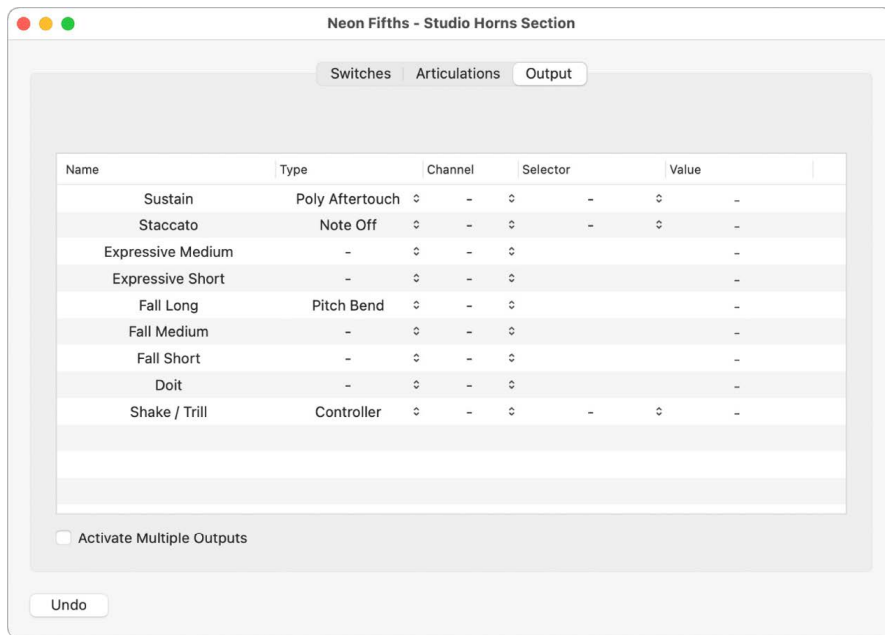 Neon Fifths - Studio Horns Section
Switches Articulations Output
Name Type Channel Selector Value
Sustain Poly Aftertouch - - -
Staccato Note Off - - -
Expressive Medium - - -
Expressive Short - - -
Fall Long Pitch Bend - -
Fall Medium - - -
Fall Short - - -
Doit - - -
Shake / Trill Controller - - -
Activate Multiple Outputs
Undo